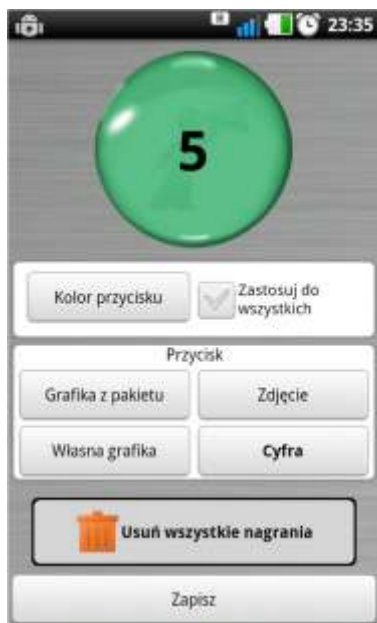 23:35
5
Kolor przycisku
Zastosuj do
wszystkich
Przycisk
Grafika z pakietu
Zdjęcie
Własna grafika
Cyfra
Usuń wszystkie nagrania
Zapisz